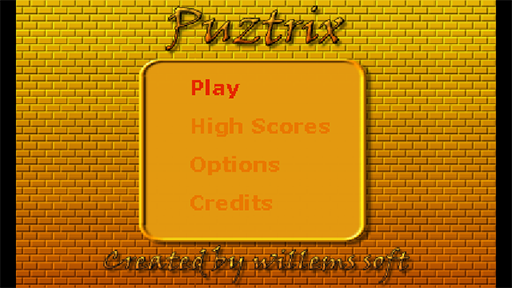 Puztrix
Play
High Scores
Options
Credits
Created by willems soft